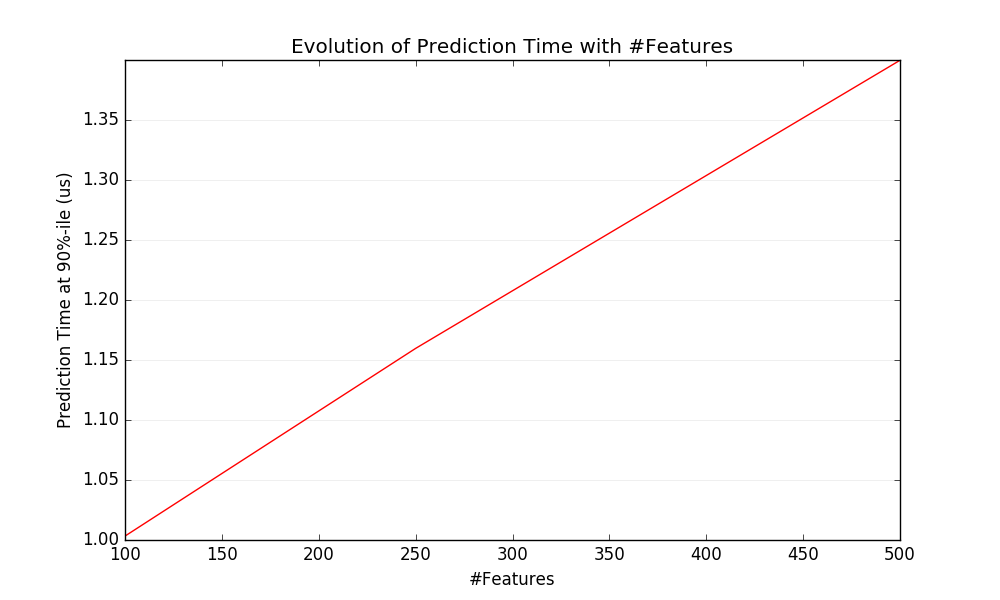 Evolution of Prediction Time with #Features
Prediction Time at 90%-ile (us)
1.35
1.30
1.25
1.20
1.15
1.10
1.05
1.00
100 150 200 250 300 350 400 450 500
#Features